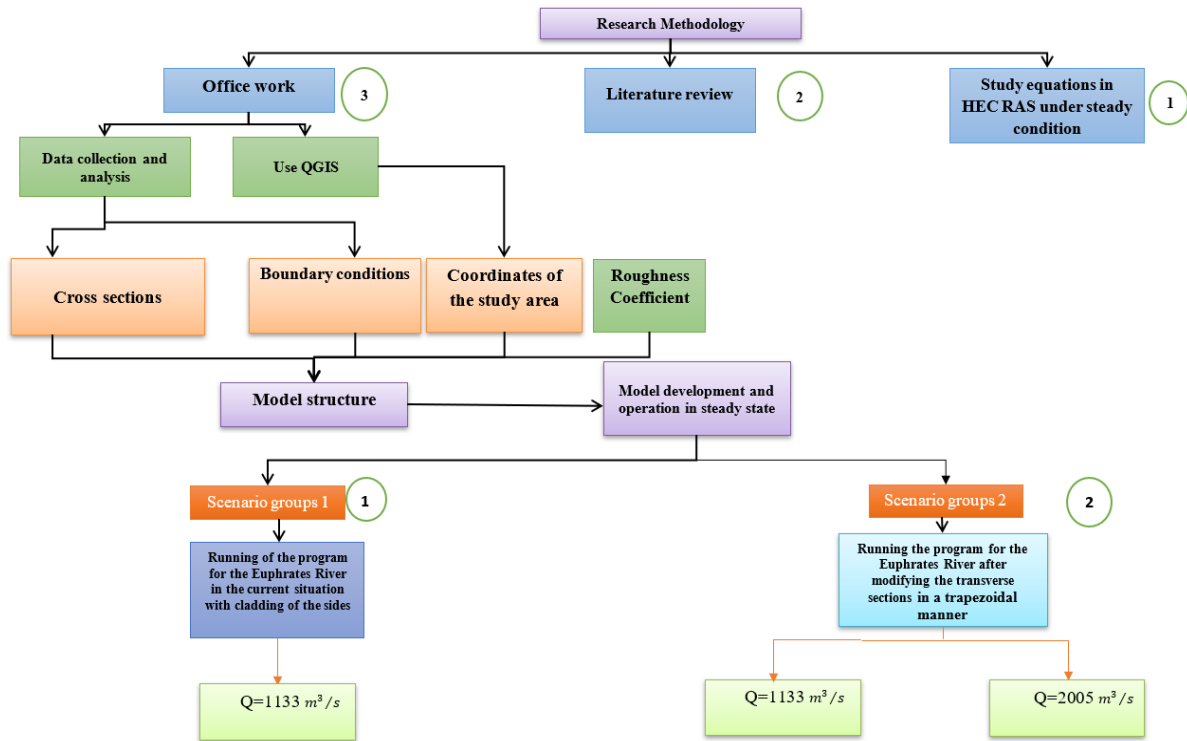 Research Methodology
Office work
3
Literature review
2
Study equations in
HEC RAS under steady
condition
1
Data collection and
analysis
Use QGIS
Cross sections
Boundary conditions
Coordinates of
the study area
Roughness
Coefficient
Model structure
Model development and
operation in steady state
Scenario groups 1
1
Scenario groups 2
2
Running of the program
for the Euphrates River
in the current situation
with cladding of the sides
Running the program for the
Euphrates River after
modifying the transverse
sections in a trapezoidal
manner
Q=1133 m³/s
Q=1133 m³/s
Q=2005 m³/s